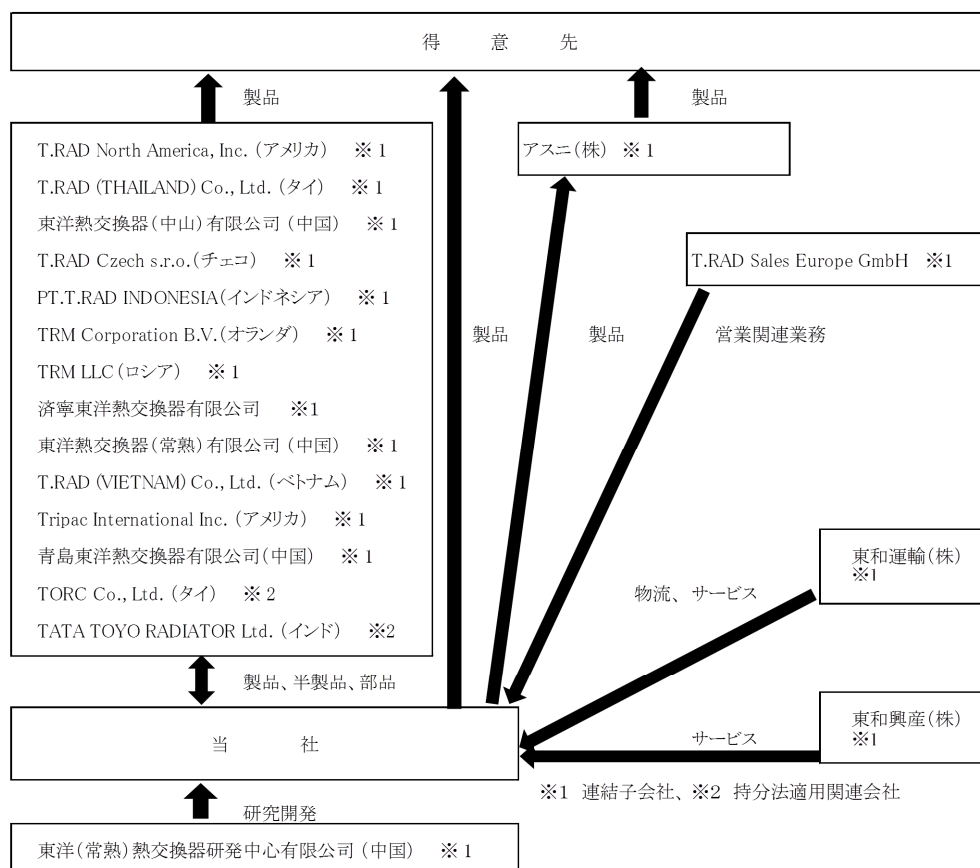 得 意 先
製品
製品
T.RAD North America, Inc. (アメリカ) ※1
T.RAD (THAILAND) Co., Ltd. (タイ) ※1
東洋熱交換器(中山)有限公司 (中国) ※1
T.RAD Czech s.r.o.(チェコ) ※1
PT.T.RAD INDONESIA(インドネシア) ※1
TRM Corporation B.V.(オランダ) ※1
TRM LLC(ロシア) ※1
済寧東洋熱交換器有限公司 ※1
東洋熱交換器(常熟)有限公司 (中国) ※1
T.RAD (VIETNAM) Co., Ltd. (ベトナム) ※1
Tripac International Inc. (アメリカ) ※1
青島東洋熱交換器有限公司(中国) ※1
TORC Co., Ltd. (タイ) ※2
TATA TOYO RADIATOR Ltd. (インド) ※2
アスニ(株) ※1
T.RAD Sales Europe GmbH ※1
製品
製品
営業関連業務
東和運輸(株)
※1
物流、サービス
製品、半製品、部品
東和興産(株)
※1
当 社
サービス
※1 連結子会社、※2 持分法適用関連会社
研究開発
東洋(常熟)熱交換器研発中心有限公司 (中国) ※1